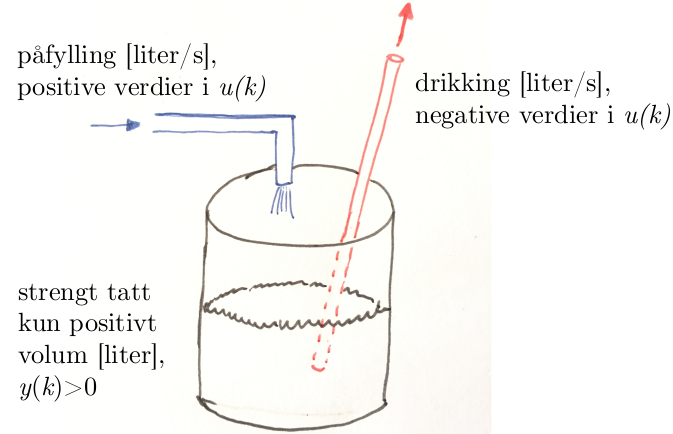 påfylling [liter/s],
positive verdier i u(k)
drikking [liter/s],
negative verdier i u(k)
strengt tatt
kun positivt
volum [liter],
y(k)>0